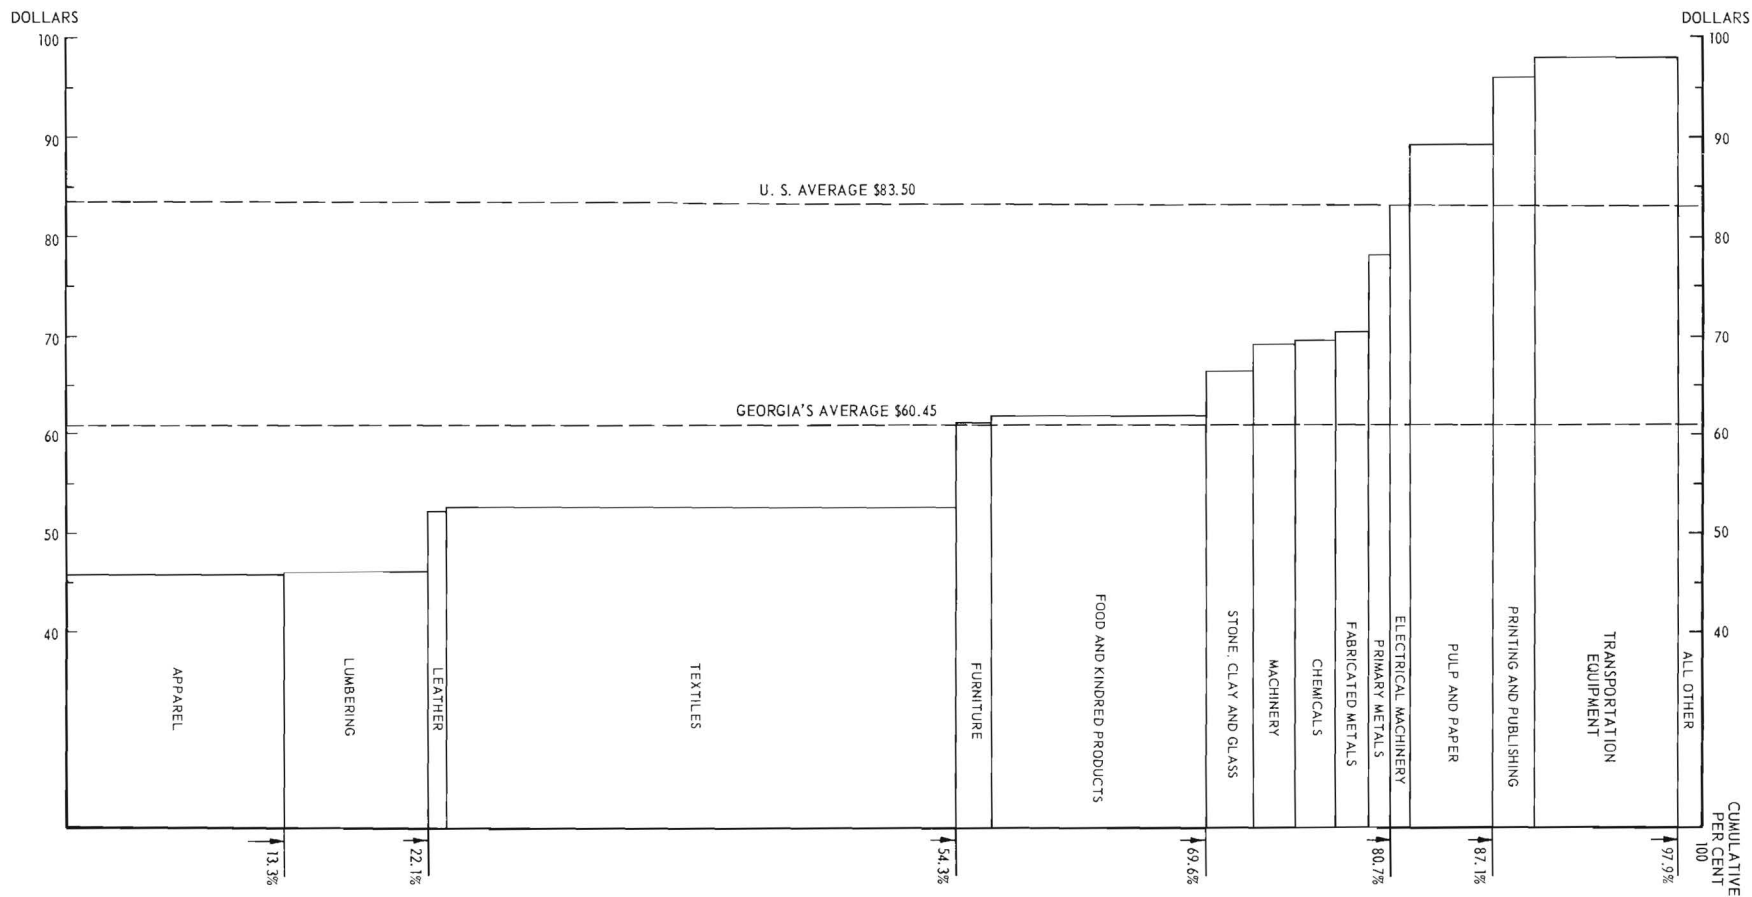 DOLLARS
DOLLARS
100
100
90
90
U. S. AVERAGE $83.50
80
80
70
70
GEORGIA'S AVERAGE $60.45
60
60
50
50
40
40
APPAREL
LUMBERING
LEATHER
TEXTILES
FURNITURE
FOOD AND KINDRED PRODUCTS
STONE, CLAY AND GLASS
MACHINERY
CHEMICALS
FABRICATED METALS
PRIMARY METALS
ELECTRICAL MACHINERY
PULP AND PAPER
PRINTING AND PUBLISHING
TRANSPORTATION
EQUIPMENT
ALL OTHER
13.3%
22.1%
54.3%
69.6%
80.7%
87.1%
97.9%
100
CUMULATIVE
PER CENT